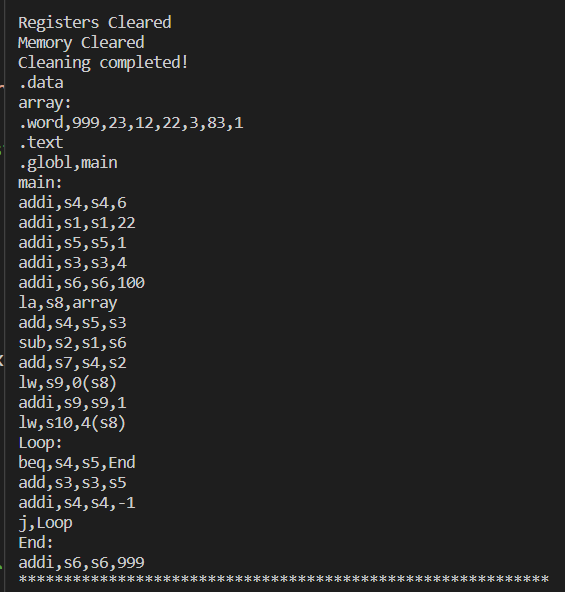 Registers Cleared
Memory Cleared
Cleaning completed!
.data
array:
.word,999,23,12,22,3,83,1
.text
.globl,main
main:
addi,s4,s4,6
addi,s1,s1,22
addi,s5,s5,1
addi,s3,s3,4
addi,s6,s6,100
la,s8,array
add,s4,s5,s3
sub,s2,s1,s6
add,s7,s4,s2
lw,s9,0(s8)
addi,s9,s9,1
lw,s10,4(s8)
Loop:
beq,s4,s5,End
add,s3,s3,s5
addi,s4,s4,-1
j,Loop
End:
addi,s6,s6,999
***********************************************************